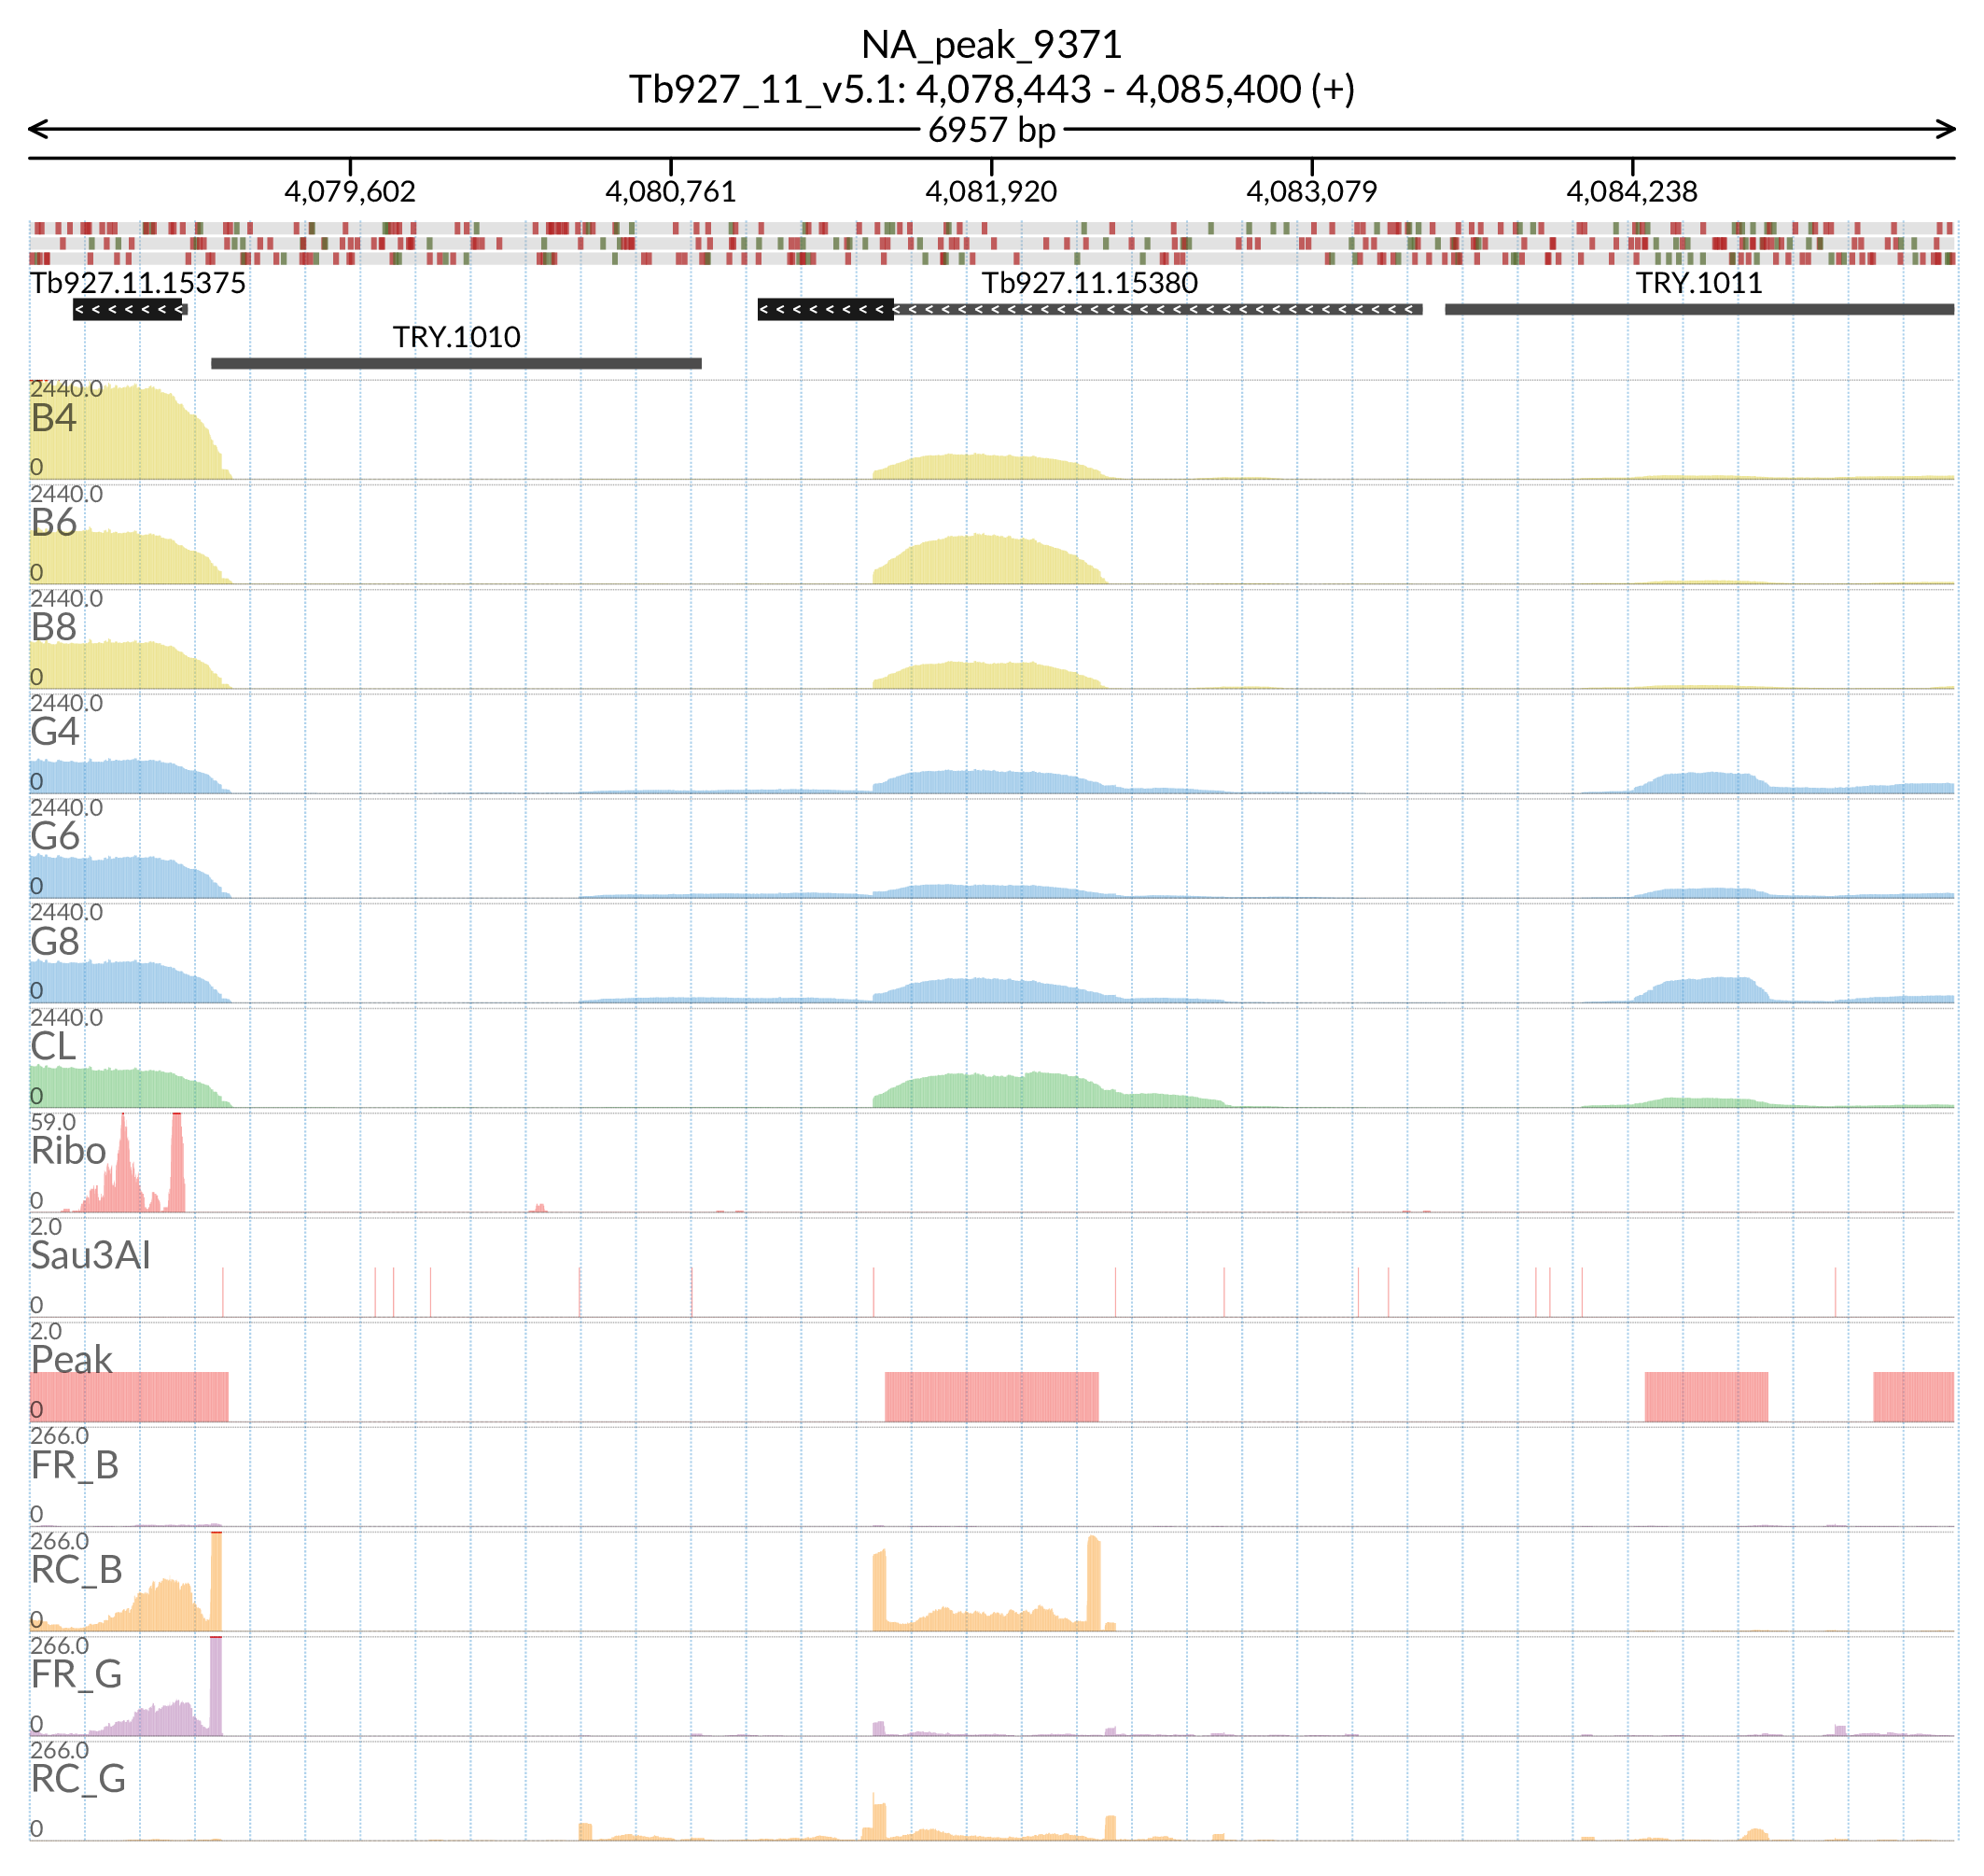 NA_peak_9371
Tb927_11_v5.1: 4,078,443 - 4,085,400 (+)
6957 bp
4,079,602 4,080,761 4,081,920 4,083,079 4,084,238
Tb927.11.15375 Tb927.11.15380 TRY.1011
TRY.1010
2440.0
B4
0
2440.0
B6
0
2440.0
B8
0
2440.0
G4
0
2440.0
G6
0
2440.0
G8
0
2440.0
CL
0
59.0
Ribo
0
2.0
Sau3AI
0
2.0
Peak
0
266.0
FR_B
0
266.0
RC_B
0
266.0
FR_G
0
266.0
RC_G
0